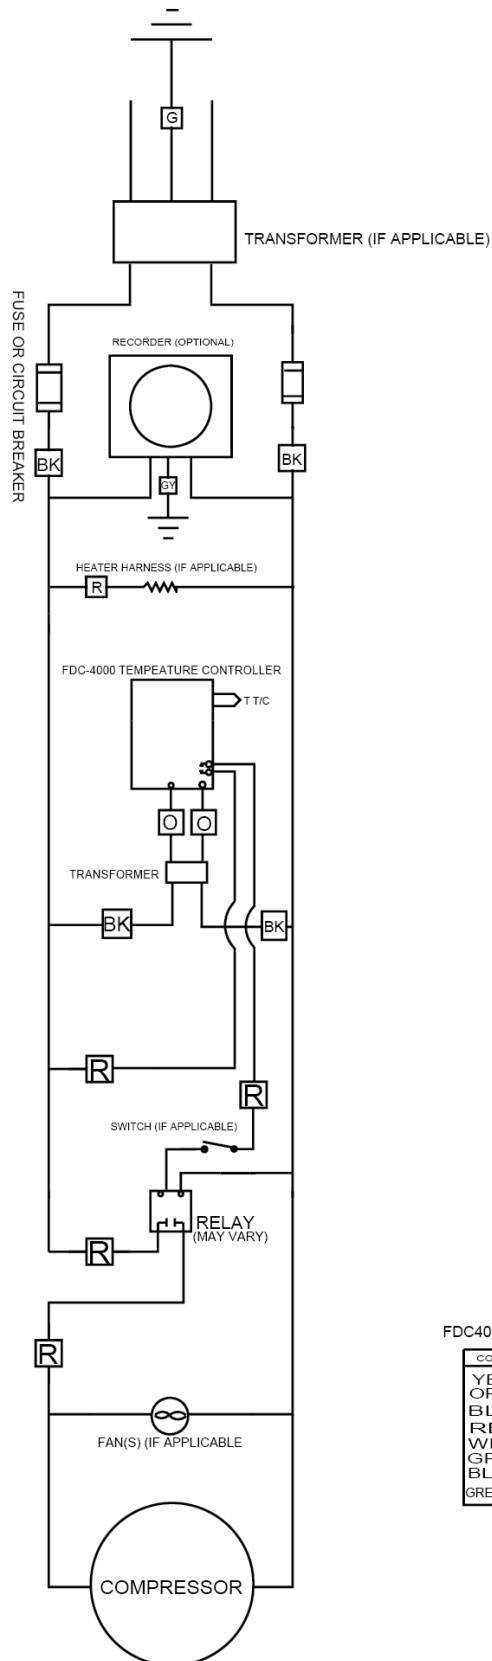 G
TRANSFORMER (IF APPLICABLE)
FUSE OR CIRCUIT BREAKER
RECORDER (OPTIONAL)
BK
BK
GY
HEATER HARNESS (IF APPLICABLE)
R
FDC-4000 TEMPEATURE CONTROLLER
T T/C
O
O
TRANSFORMER
BK
BK
R
R
SWITCH (IF APPLICABLE)
RELAY
(MAY VARY)
R
R
FAN(S) (IF APPLICABLE
COMPRESSOR